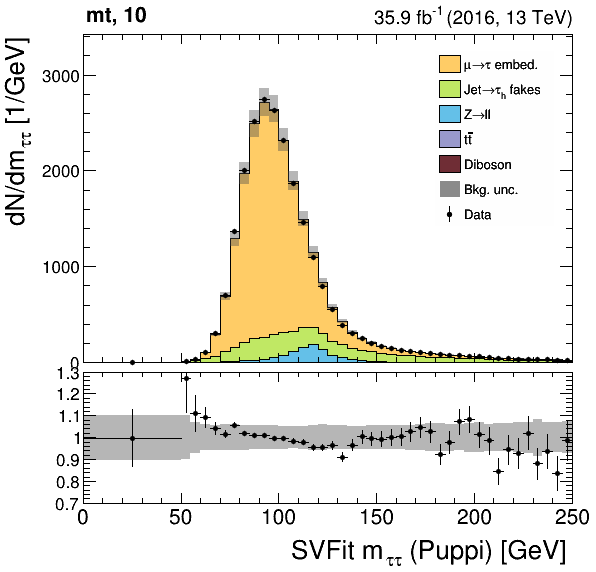 mt, 10
35.9 fb⁻¹ (2016, 13 TeV)
dN/dm_ττ [1/GeV]
3000
2000
1000
0
μ→τ embed.
Jet→τ_h fakes
Z→ll
tt̄
Diboson
Bkg. unc.
Data
1.3
1.2
1.1
1
0.9
0.8
0.7
0 50 100 150 200 250
SVFit m_ττ (Puppi) [GeV]